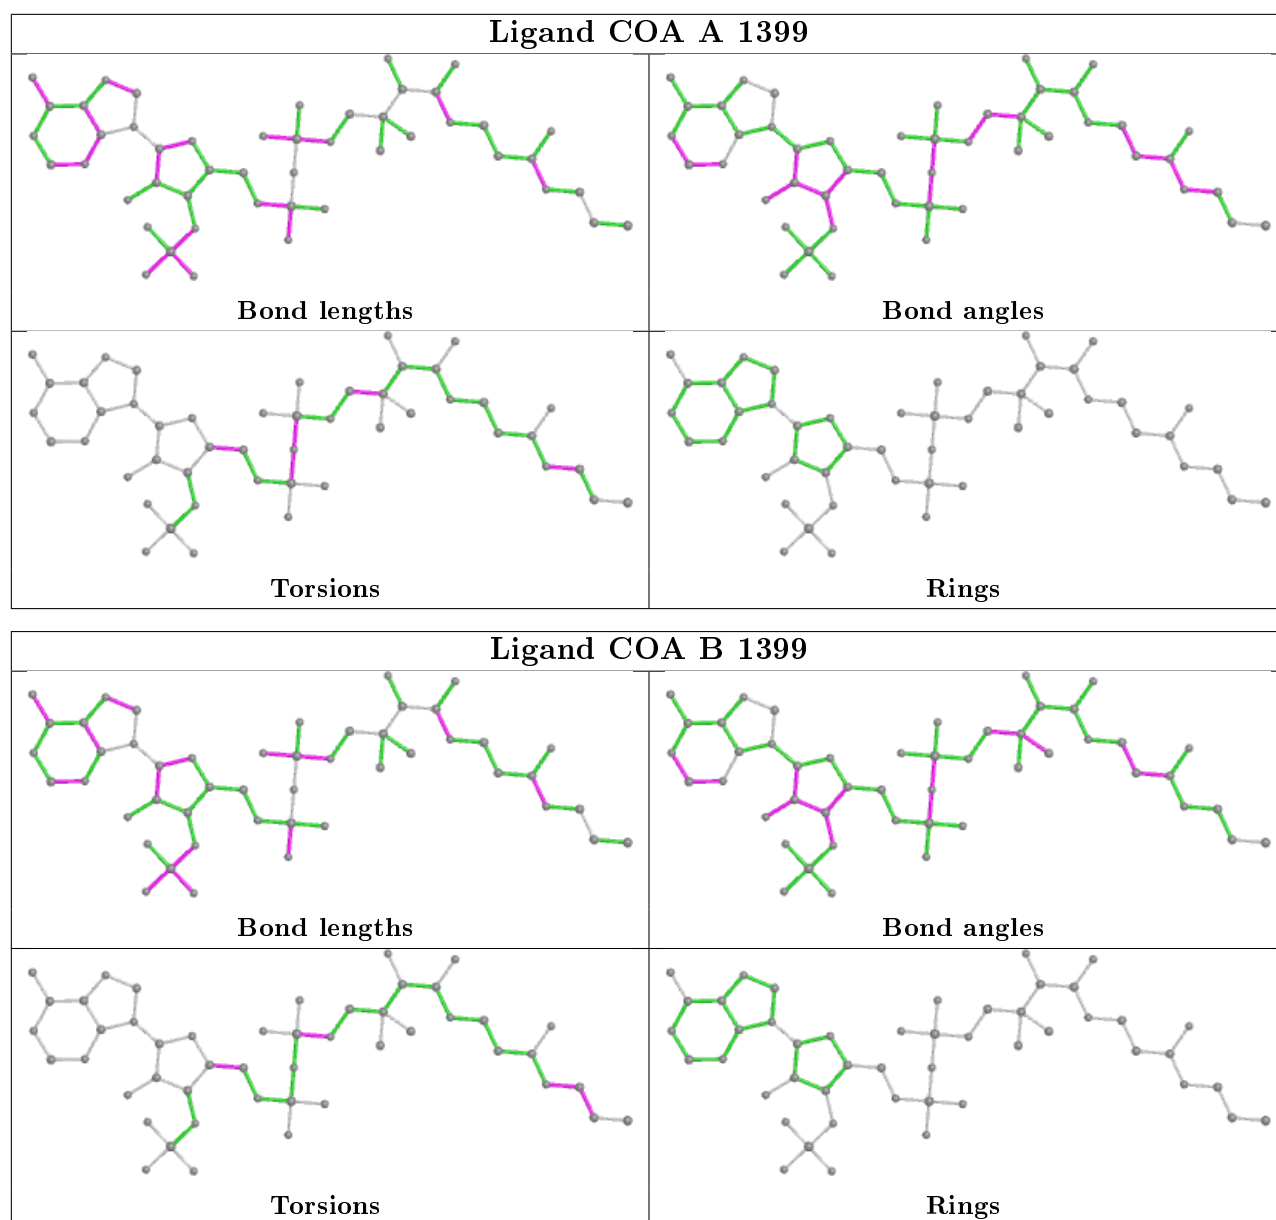 Ligand COA A 1399
Bond lengths
Bond angles
Torsions
Rings
Ligand COA B 1399
Bond lengths
Bond angles
Torsions
Rings